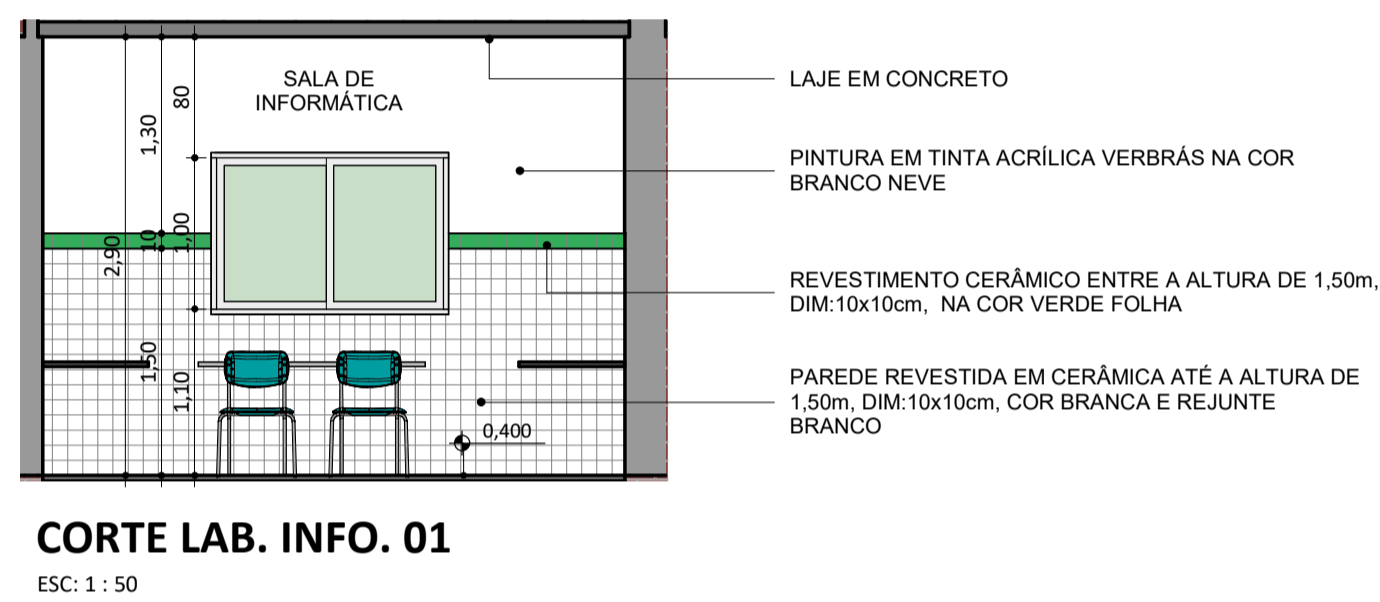 SALA DE
INFORMÁTICA
80
1,30
1,00
10
2,90
1,50
1,10
0,400
LAJE EM CONCRETO
PINTURA EM TINTA ACRÍLICA VERBRÁS NA COR
BRANCO NEVE
REVESTIMENTO CERÂMICO ENTRE A ALTURA DE 1,50m,
DIM:10x10cm, NA COR VERDE FOLHA
PAREDE REVESTIDA EM CERÂMICA ATÉ A ALTURA DE
1,50m, DIM:10x10cm, COR BRANCA E REJUNTE
BRANCO
CORTE LAB. INFO. 01
ESC: 1 : 50